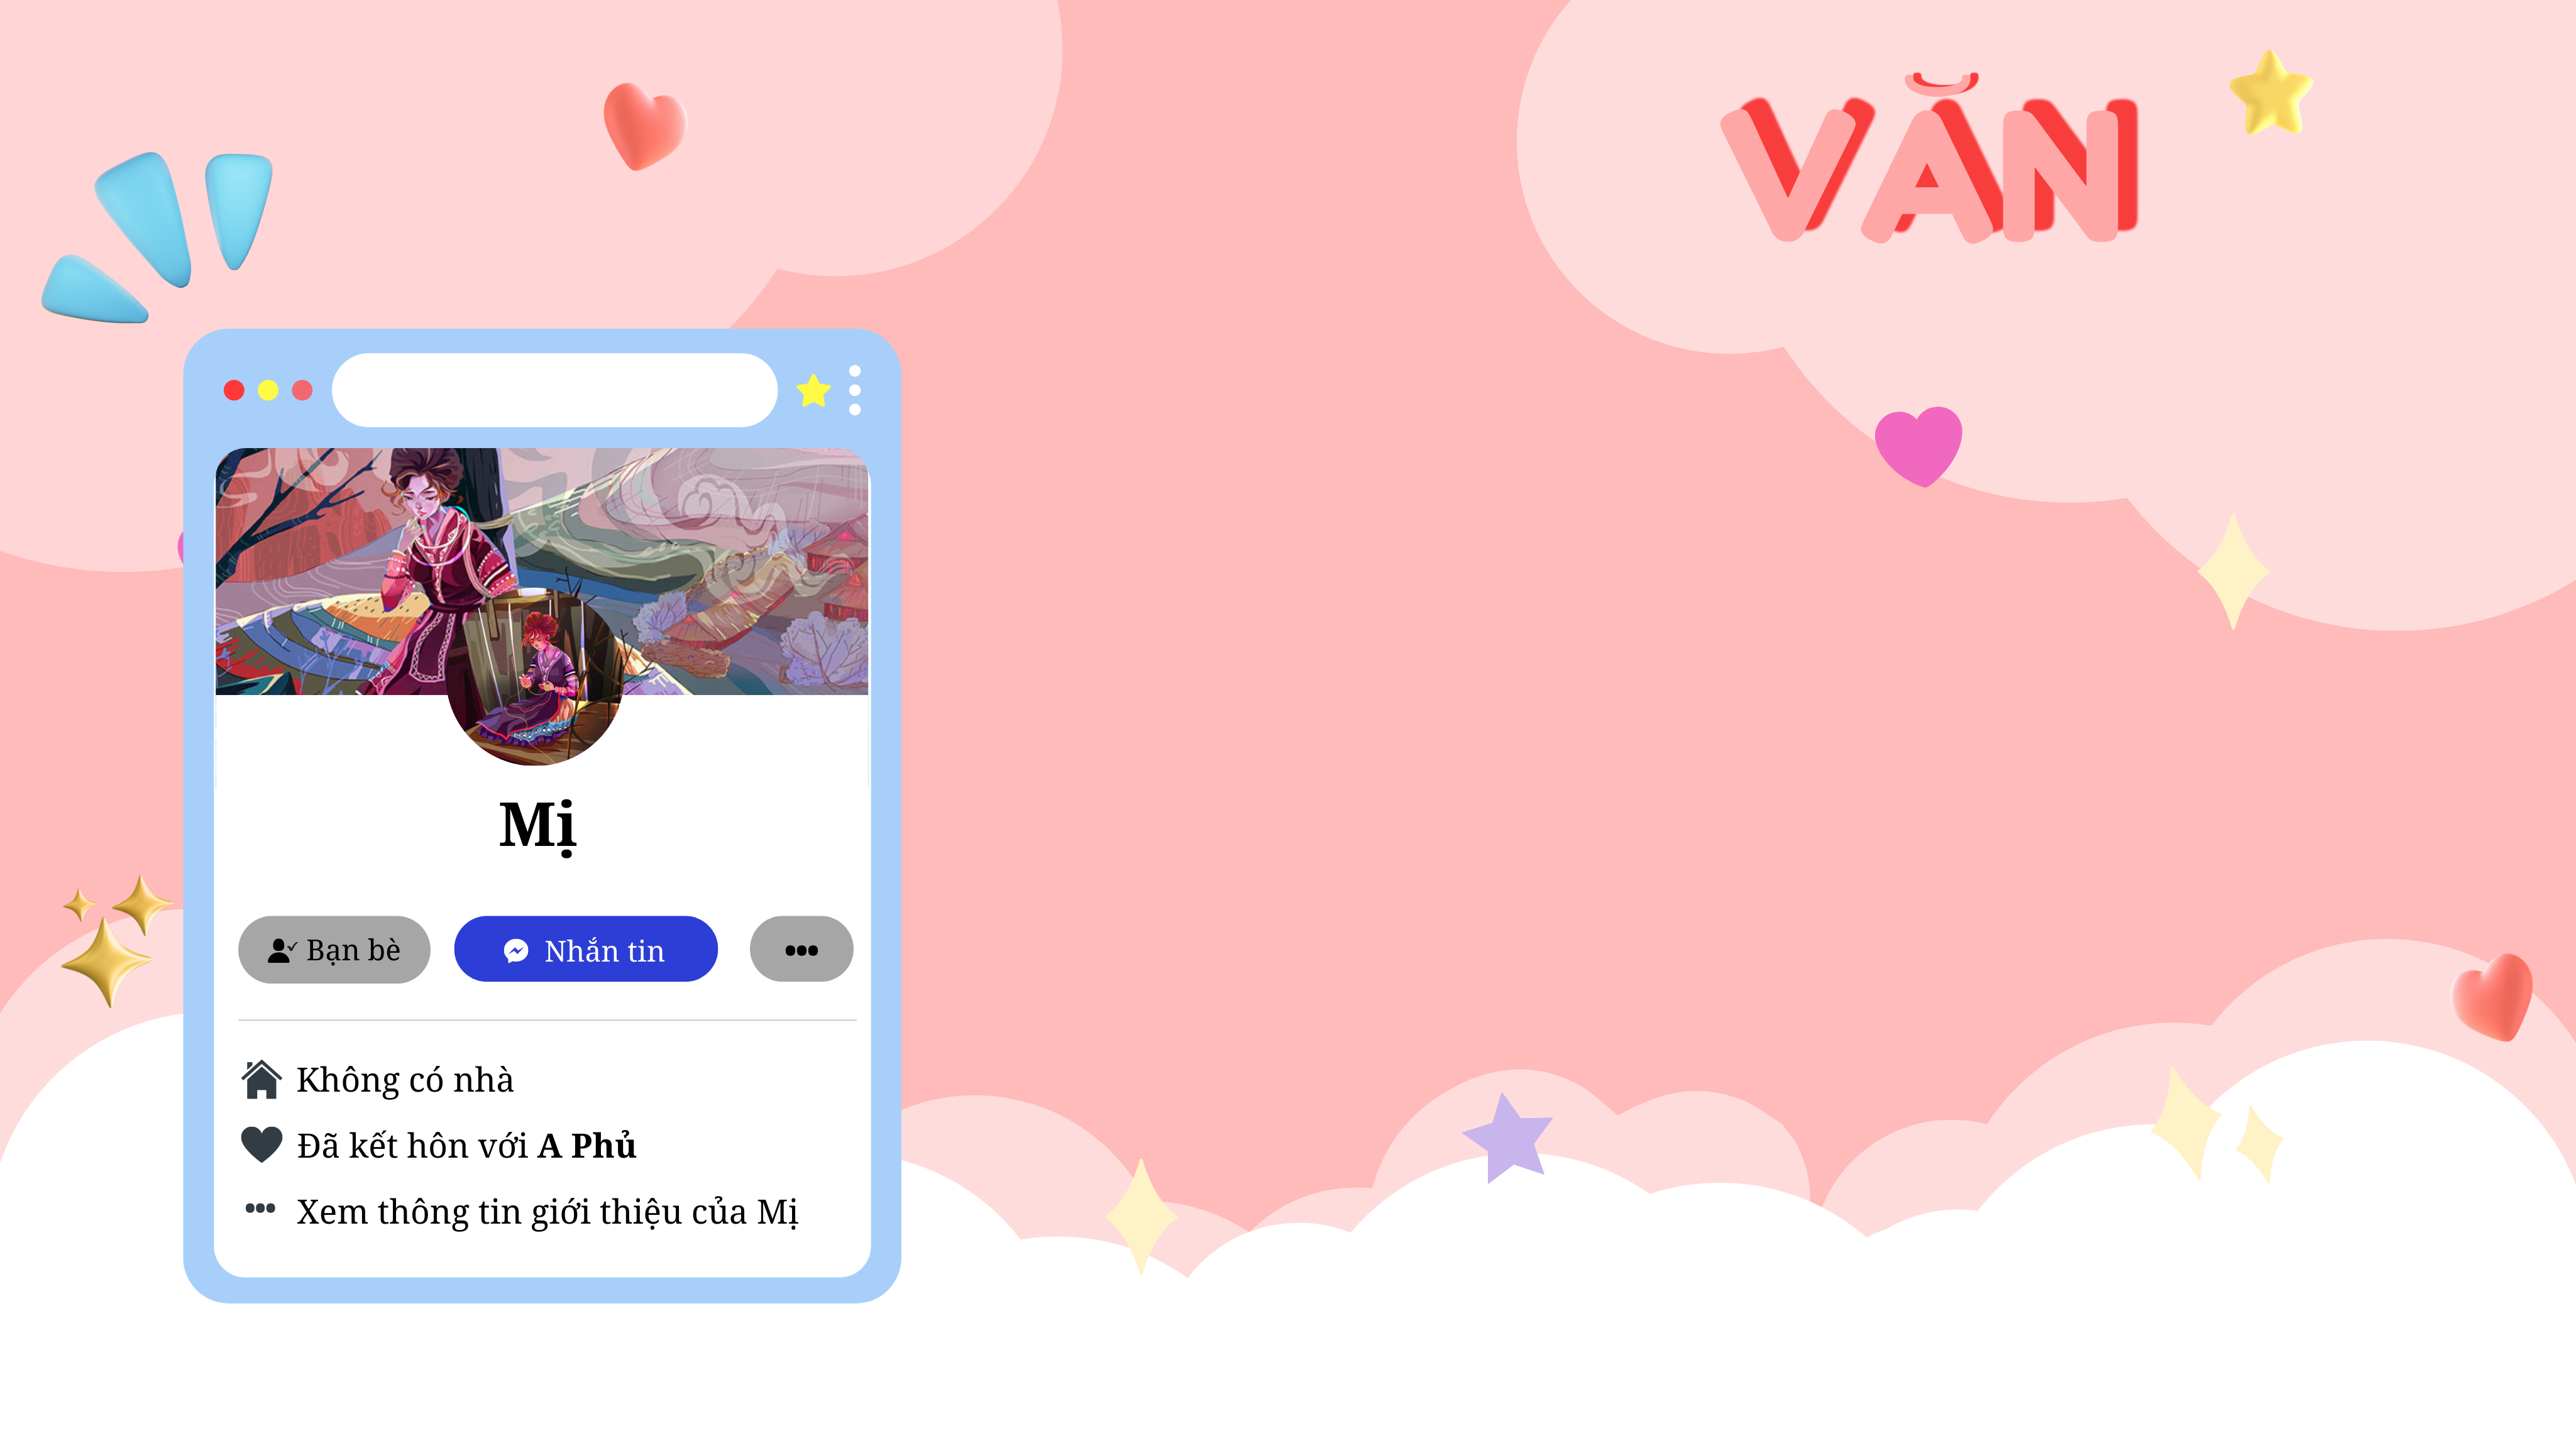 VĂN
Mị
Bạn bè
Nhắn tin
Không có nhà
Đã kết hôn với A Phủ
Xem thông tin giới thiệu của Mị